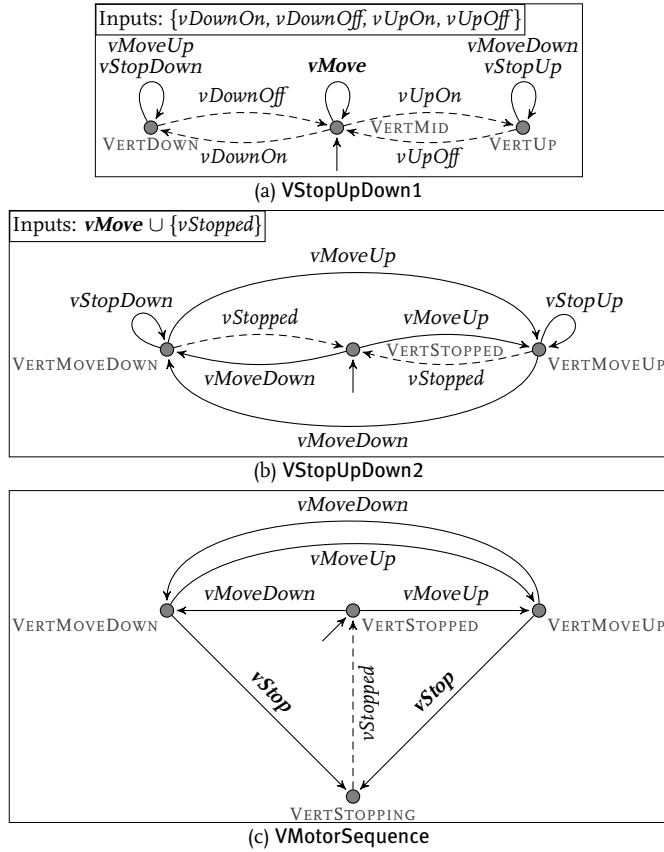 Inputs: {vDownOn, vDownOff, vUpOn, vUpOff}
vMoveUp
vStopDown
vMove
vMoveDown
vStopUp
vDownOff
vUpOn
VERTDOWN
VERTMID
VERTUP
vDownOn
vUpOff
(a) VStopUpDown1
Inputs: vMove ∪ {vStopped}
vMoveUp
vStopDown
vStopped
vMoveUp
vStopUp
VERTMOVEDOWN
VERTSTOPPED
VERTMOVEUP
vMoveDown
vStopped
vMoveDown
(b) VStopUpDown2
vMoveDown
vMoveUp
vMoveDown
vMoveUp
VERTMOVEDOWN
VERTSTOPPED
VERTMOVEUP
vStop
vStopped
vStop
VERTSTOPPING
(c) VMotorSequence